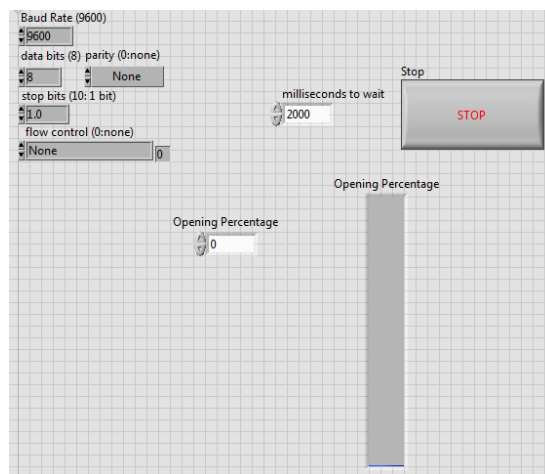 Baud Rate (9600)
9600
data bits (8) parity (0:none)
8 None
stop bits (10: 1 bit)
1.0
flow control (0:none)
None 0
milliseconds to wait
2000
Stop
STOP
Opening Percentage
0
Opening Percentage